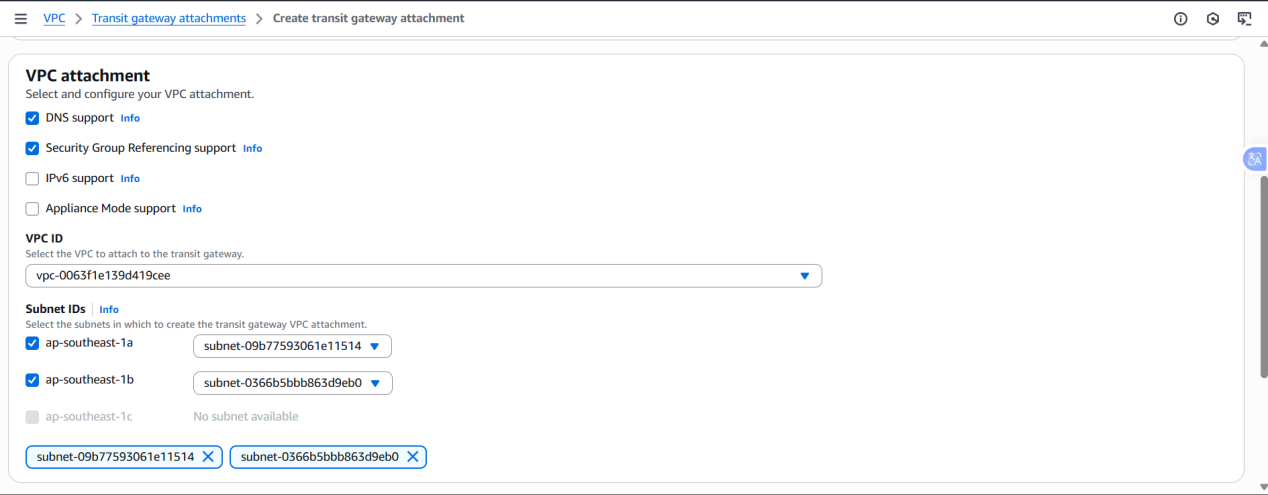 VPC > Transit gateway attachments > Create transit gateway attachment
VPC attachment
Select and configure your VPC attachment.
DNS support Info
Security Group Referencing support Info
IPv6 support Info
Appliance Mode support Info
VPC ID
Select the VPC to attach to the transit gateway.
vpc-0063f1e139d419cee
Subnet IDs | Info
Select the subnets in which to create the transit gateway VPC attachment.
ap-southeast-1a subnet-09b77593061e11514
ap-southeast-1b subnet-0366b5bbb863d9eb0
ap-southeast-1c No subnet available
subnet-09b77593061e11514 subnet-0366b5bbb863d9eb0